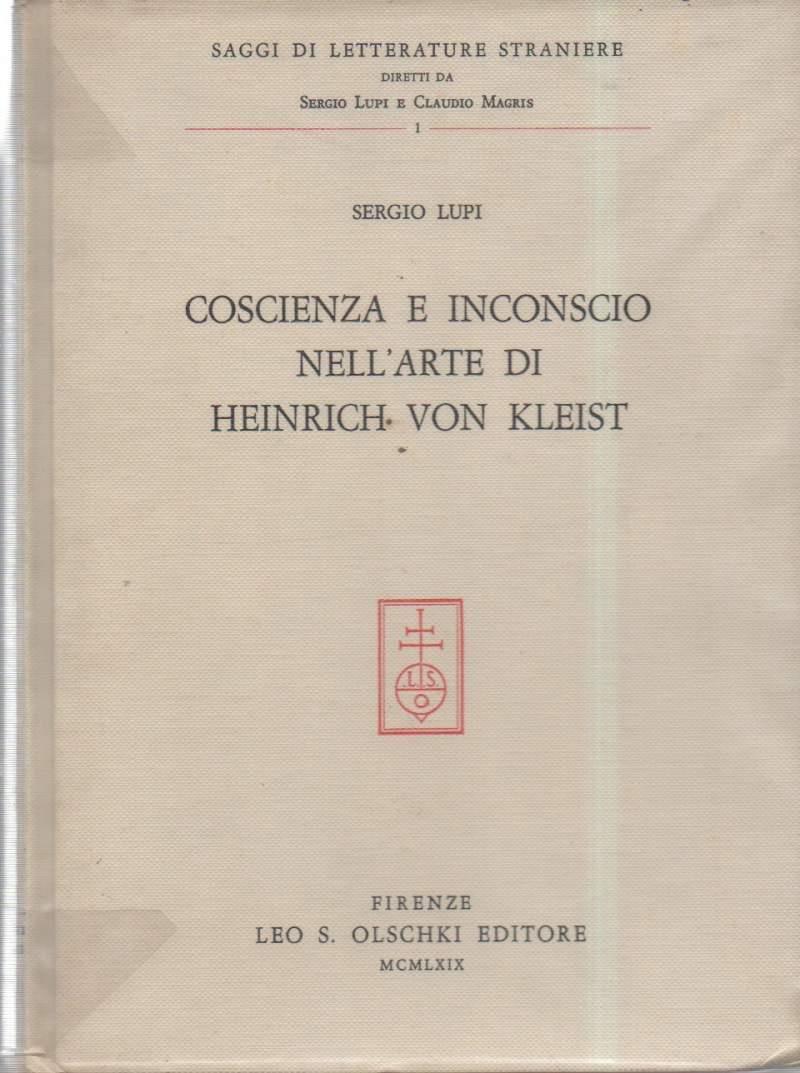 SAGGI DI LETTERATURE STRANIERE
DIRETTI DA
SERGIO LUPI E CLAUDIO MAGRIS
1
SERGIO LUPI
COSCIENZA E INCONSCIO
NELL'ARTE DI
HEINRICH VON KLEIST
.L.S.
O
FIRENZE
LEO S. OLSCHKI EDITORE
MCMLXIX